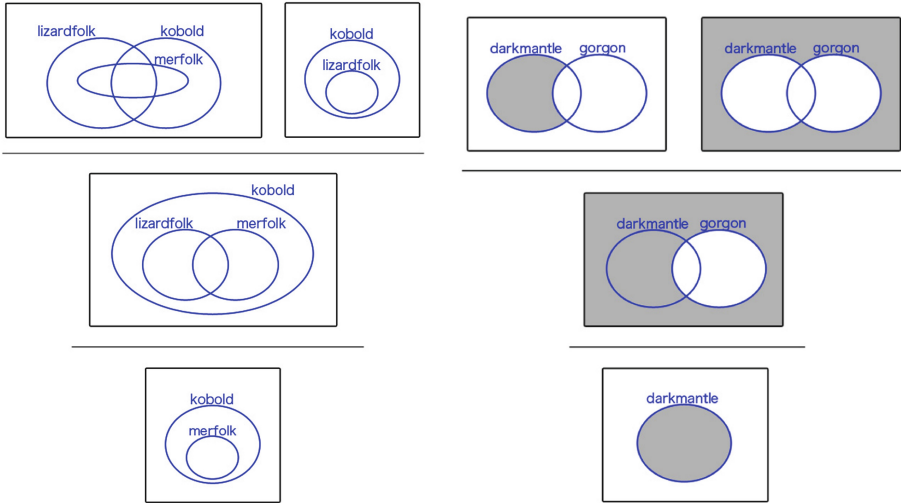 lizardfolk kobold
merfolk
kobold
lizardfolk
kobold
lizardfolk merfolk
kobold
merfolk
darkmantle gorgon
darkmantle gorgon
darkmantle gorgon
darkmantle